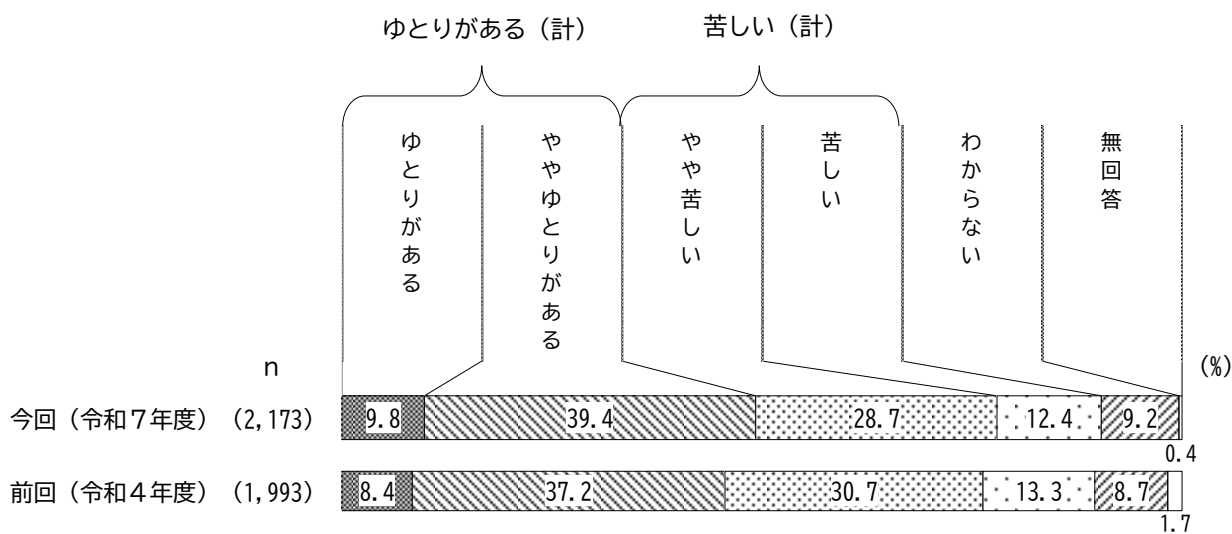 ゆとりがある（計）
苦しい（計）
ゆとりがある
ややゆとりがある
やや苦しい
苦しい
わからない
無回答
n
(%)
今回（令和７年度） (2,173) 9.8 39.4 28.7 12.4 9.2
0.4
前回（令和４年度） (1,993) 8.4 37.2 30.7 13.3 8.7
1.7